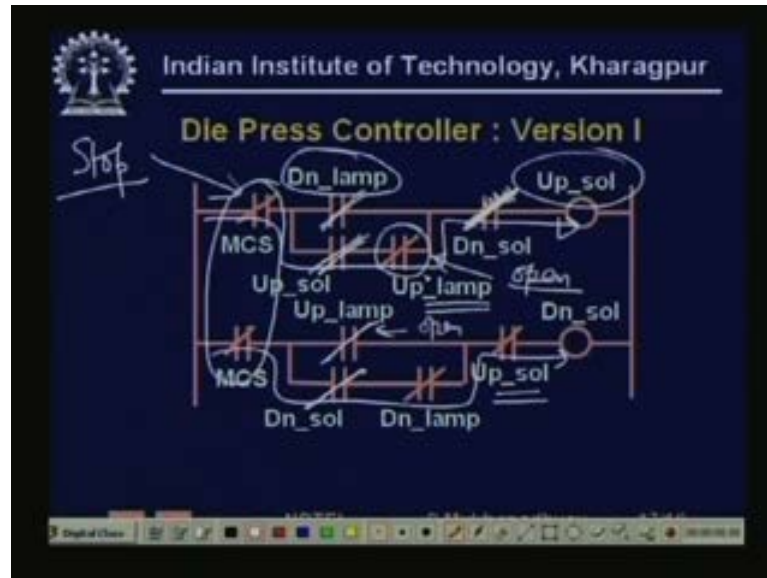 Indian Institute of Technology, Kharagpur
Die Press Controller : Version I
Stop
Dn_lamp
Up_sol
MCS
Dn_sol
Up_sol
Up_lamp
open
Up_lamp
open
Dn_sol
MCS
Up_sol
Dn_sol
Dn_lamp